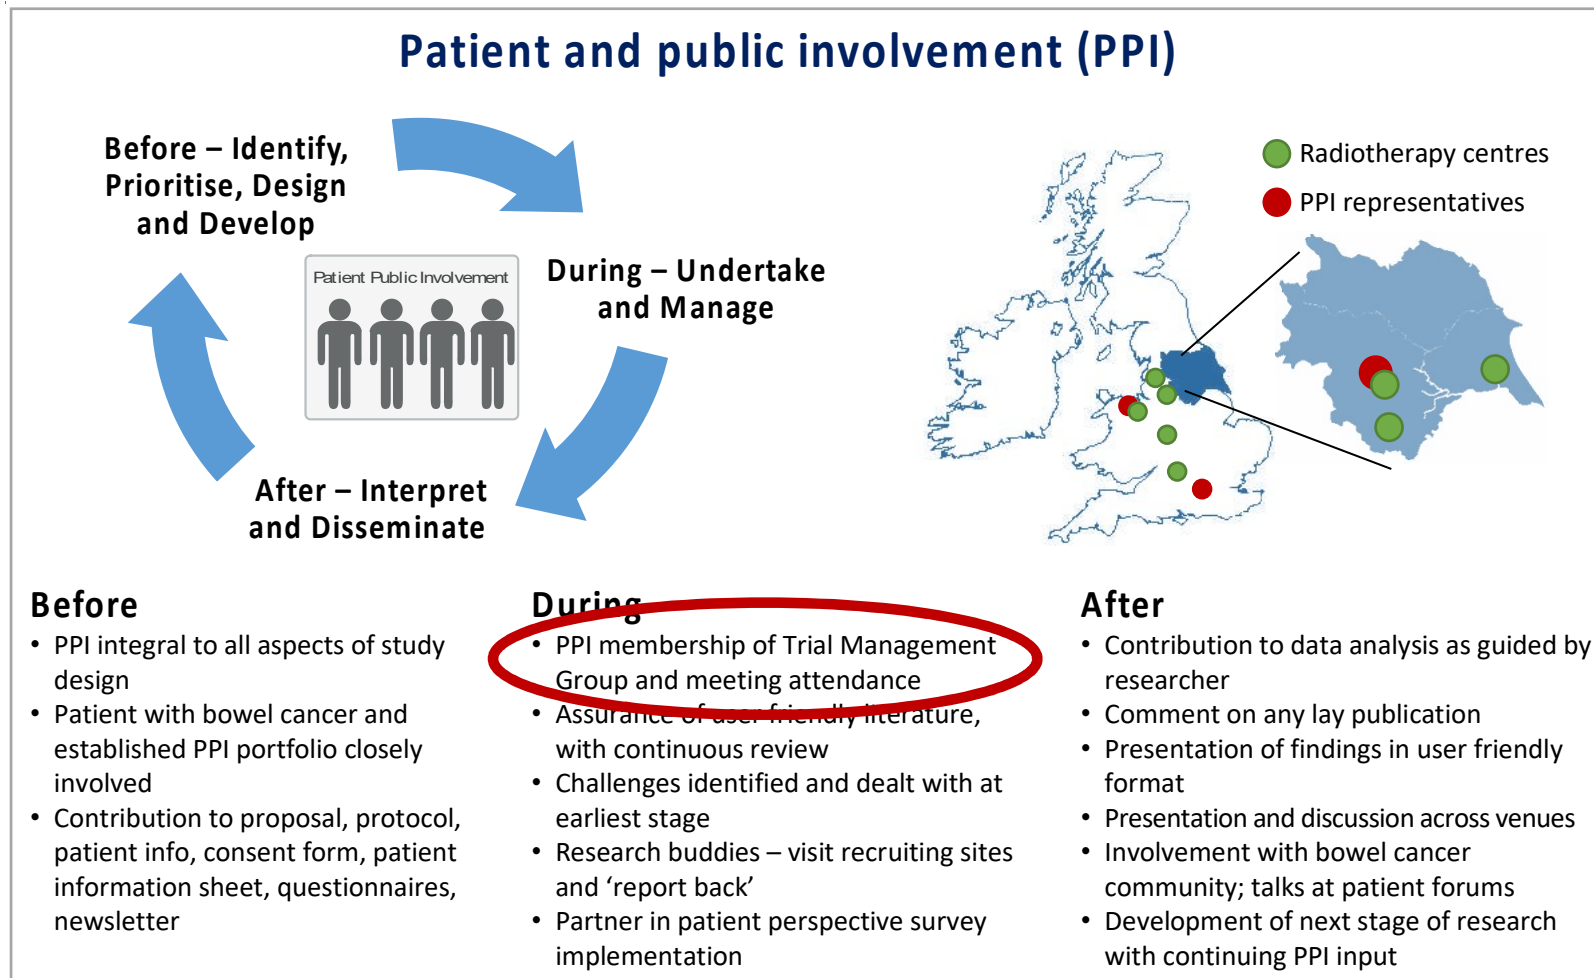 Patient and public involvement (PPI)
Before – Identify,
Prioritise, Design
and Develop
Patient Public Involvement
During – Undertake
and Manage
After – Interpret
and Disseminate
Radiotherapy centres
PPI representatives
Before
• PPI integral to all aspects of study
design
• Patient with bowel cancer and
established PPI portfolio closely
involved
• Contribution to proposal, protocol,
patient info, consent form, patient
information sheet, questionnaires,
newsletter
During
• PPI membership of Trial Management
Group and meeting attendance
• Assurance of user friendly literature,
with continuous review
• Challenges identified and dealt with at
earliest stage
• Research buddies – visit recruiting sites
and ‘report back’
• Partner in patient perspective survey
implementation
After
• Contribution to data analysis as guided by
researcher
• Comment on any lay publication
• Presentation of findings in user friendly
format
• Presentation and discussion across venues
• Involvement with bowel cancer
community; talks at patient forums
• Development of next stage of research
with continuing PPI input